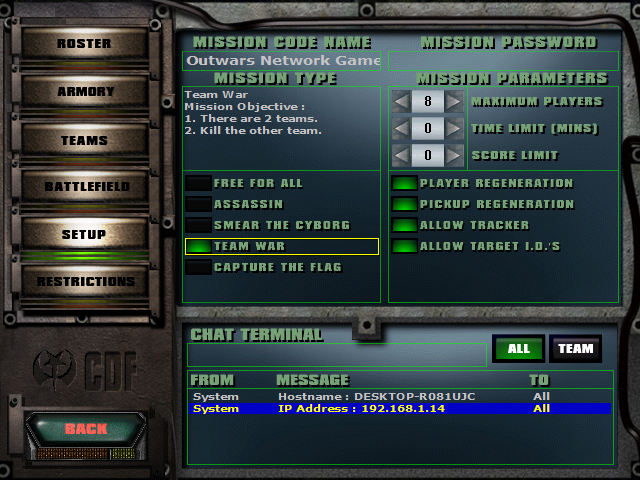 ROSTER
ARMORY
TEAMS
BATTLEFIELD
SETUP
RESTRICTIONS
CDF
BACK
MISSION CODE NAME
Outwars Network Game
MISSION PASSWORD
MISSION TYPE
Team War
Mission Objective :
1. There are 2 teams.
2. Kill the other team.
FREE FOR ALL
ASSASSIN
SMEAR THE CYBORG
TEAM WAR
CAPTURE THE FLAG
MISSION PARAMETERS
8 MAXIMUM PLAYERS
0 TIME LIMIT (MINS)
0 SCORE LIMIT
PLAYER REGENERATION
PICKUP REGENERATION
ALLOW TRACKER
ALLOW TARGET I.D.'S
CHAT TERMINAL
ALL TEAM
FROM MESSAGE TO
System Hostname : DESKTOP-R081UJC All
System IP Address : 192.168.1.14 All